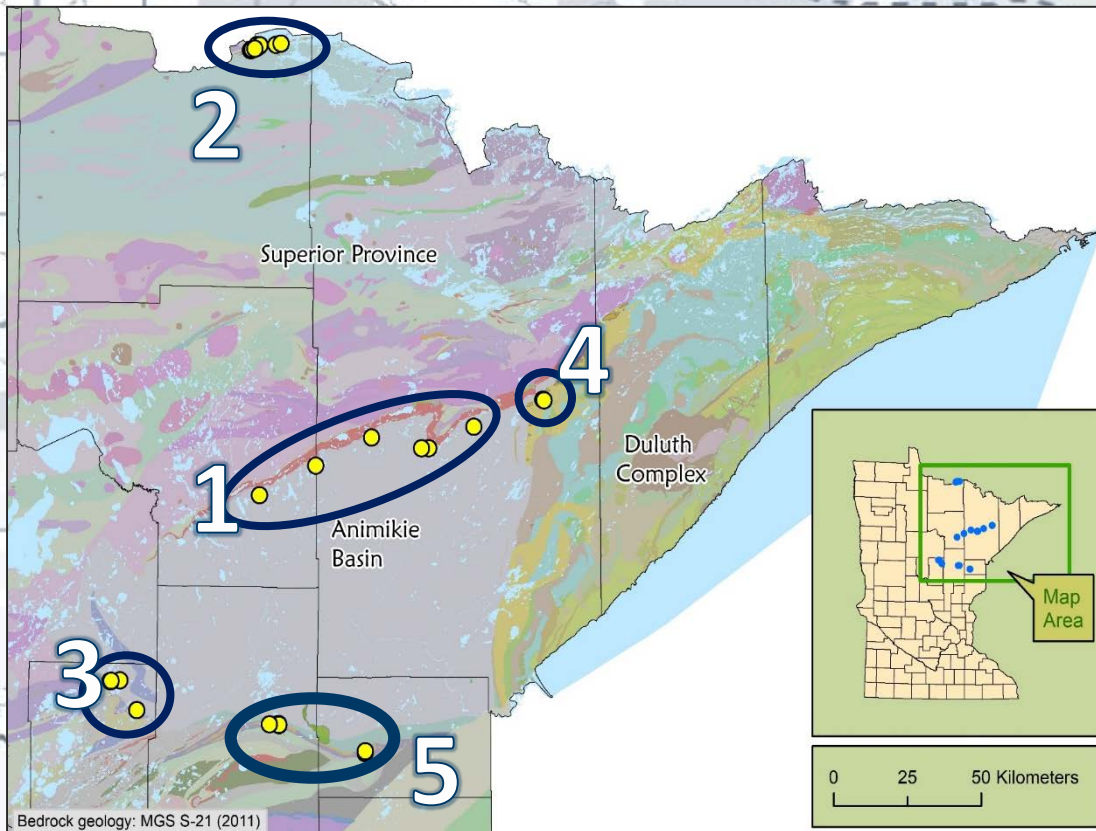 2
Superior Province
4
Duluth
Complex
1
Animikie
Basin
3
5
Map
Area
0 25 50 Kilometers
Bedrock geology: MGS S-21 (2011)